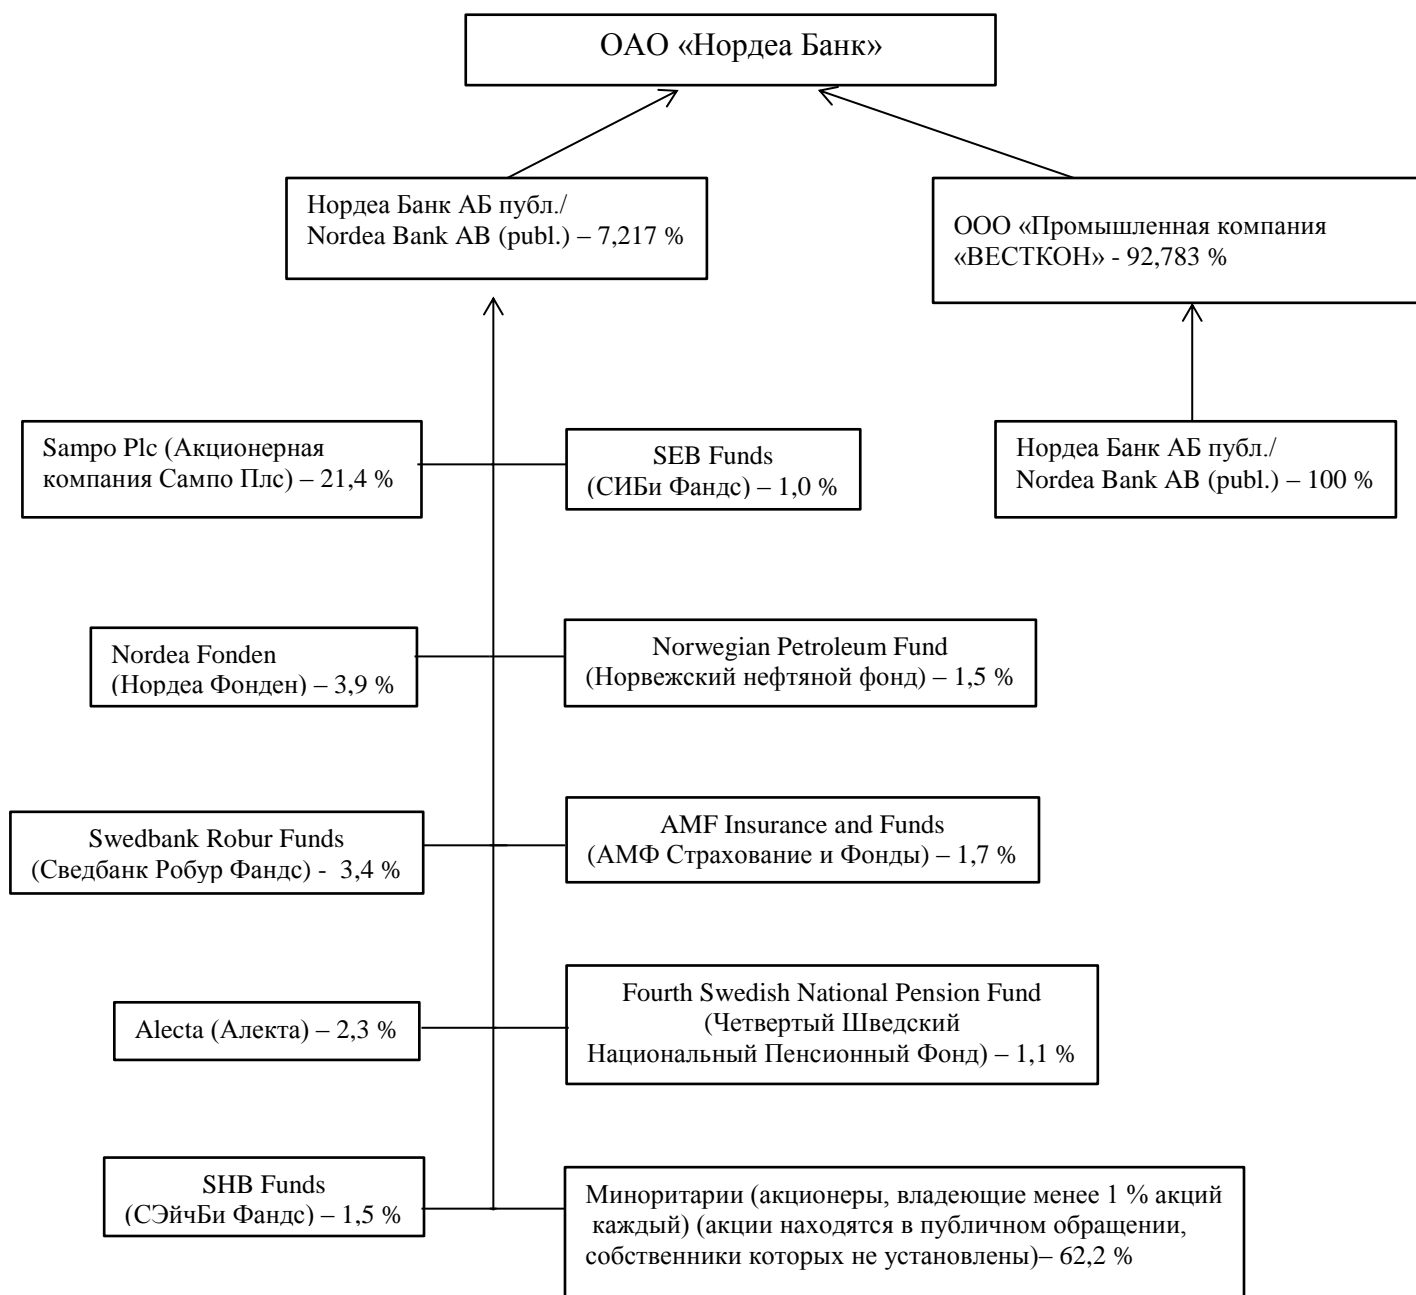 ОАО «Нордеа Банк»
Нордеа Банк АБ публ./
Nordea Bank AB (publ.) – 7,217 %
ООО «Промышленная компания
«ВЕСТКОН» - 92,783 %
Sampo Plc (Акционерная
компания Сампо Плс) – 21,4 %
SEB Funds
(СИБи Фандс) – 1,0 %
Нордеа Банк АБ публ./
Nordea Bank AB (publ.) – 100 %
Nordea Fonden
(Нордеа Фонден) – 3,9 %
Norwegian Petroleum Fund
(Норвежский нефтяной фонд) – 1,5 %
Swedbank Robur Funds
(Сведбанк Робур Фандс) - 3,4 %
AMF Insurance and Funds
(АМФ Страхование и Фонды) – 1,7 %
Alecta (Алекта) – 2,3 %
Fourth Swedish National Pension Fund
(Четвертый Шведский
Национальный Пенсионный Фонд) – 1,1 %
SHB Funds
(СЭйчБи Фандс) – 1,5 %
Миноритарии (акционеры, владеющие менее 1 % акций
каждый) (акции находятся в публичном обращении,
собственники которых не установлены)– 62,2 %